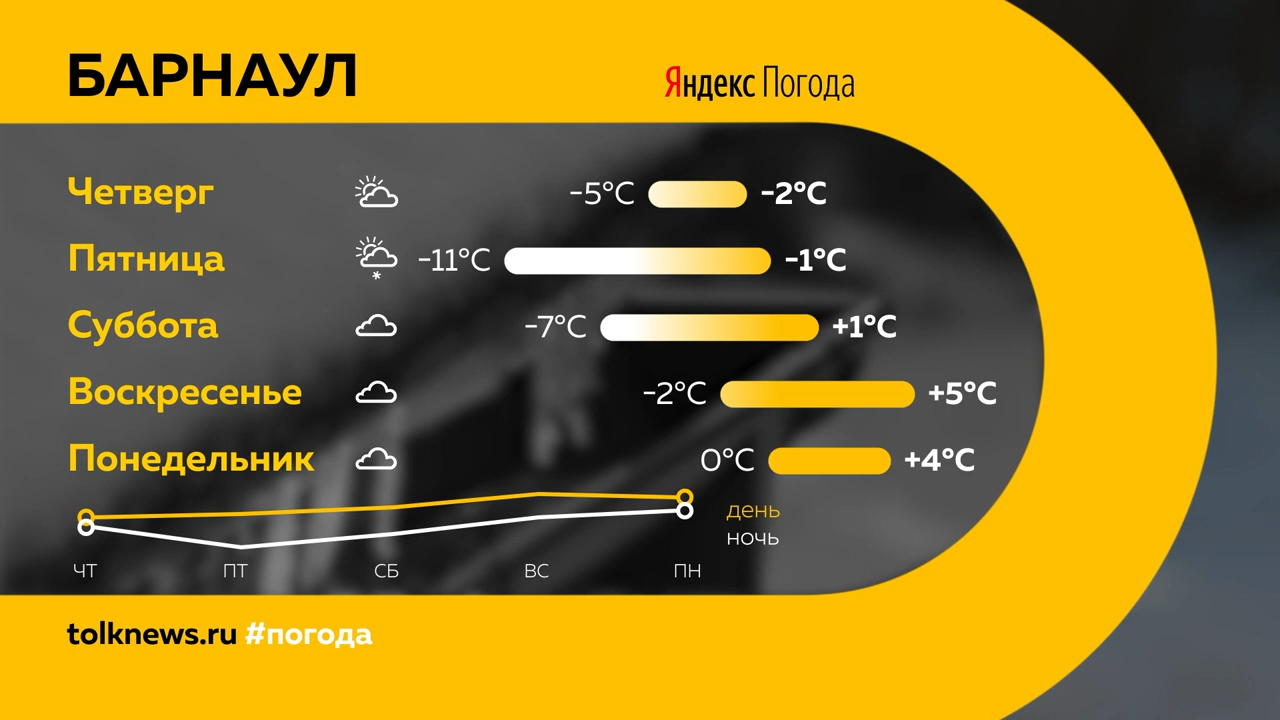 БАРНАУЛ
Яндекс Погода
Четверг -5°C -2°C
Пятница -11°C -1°C
Суббота -7°C +1°C
Воскресенье -2°C +5°C
Понедельник 0°C +4°C
день
ночь
ЧТ ПТ СБ ВС ПН
tolknews.ru #погода